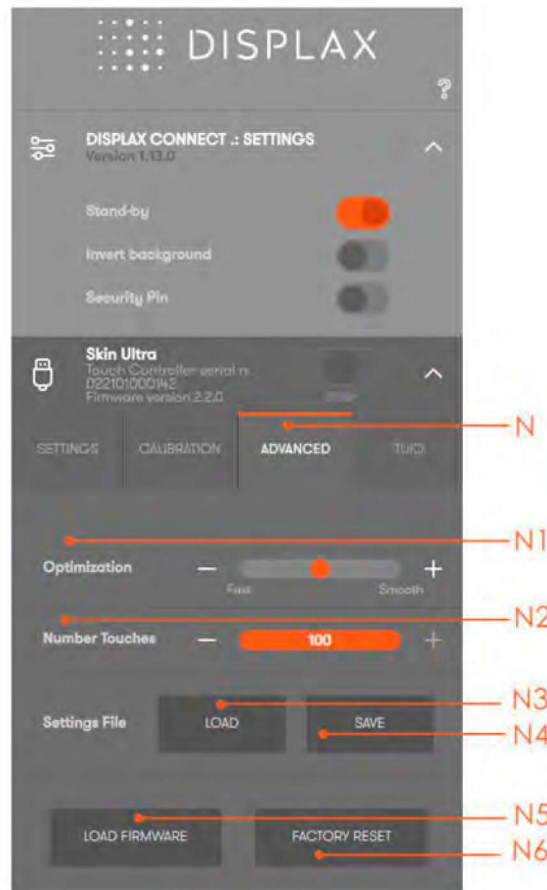 DISPLAX
?
DISPLAX CONNECT .: SETTINGS
Version 1.13.0
Stand-by
Invert background
Security Pin
Skin Ultra
Touch Controller serial n.
022101000142
Firmware version 2.2.0
N
SETTINGS CALIBRATION ADVANCED TUIO
N1
Optimization − +
Fast Smooth
N2
Number Touches − 100 +
N3
Settings File LOAD SAVE
N4
N5
LOAD FIRMWARE FACTORY RESET
N6